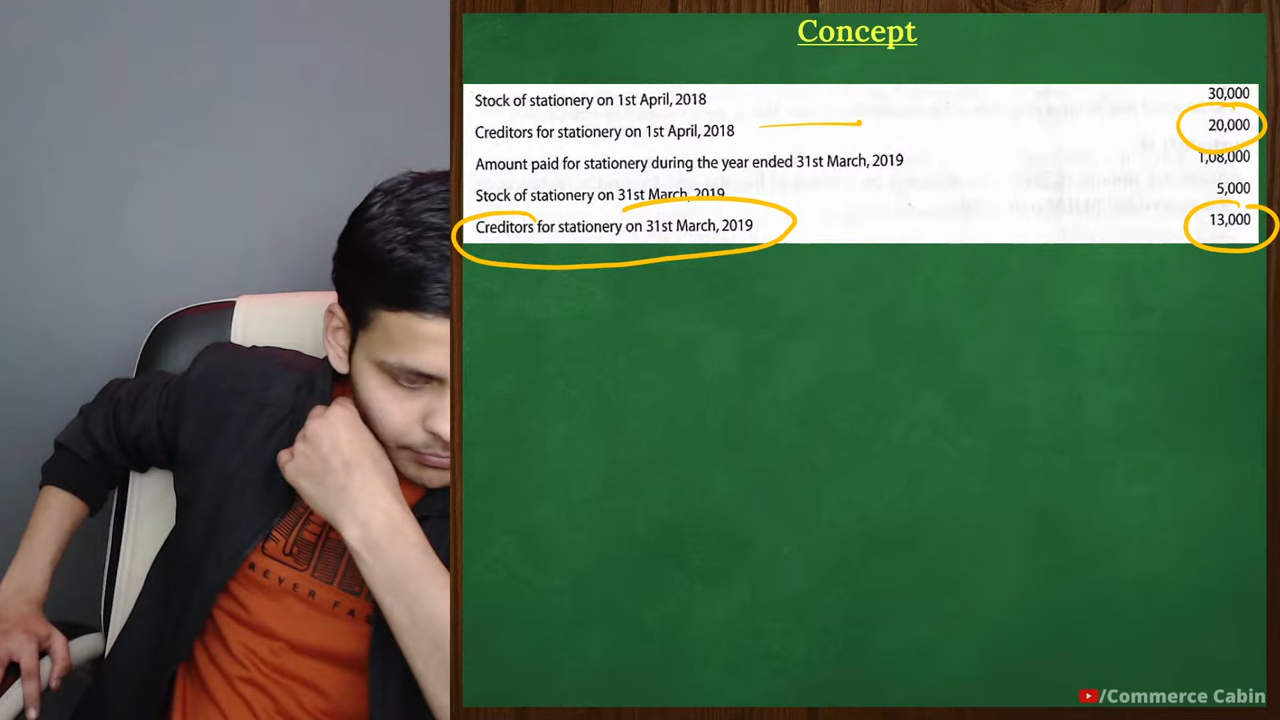 Concept
Stock of stationery on 1st April, 2018 30,000
Creditors for stationery on 1st April, 2018 20,000
Amount paid for stationery during the year ended 31st March, 2019 1,08,000
Stock of stationery on 31st March, 2019 5,000
Creditors for stationery on 31st March, 2019 13,000
REVER FA
/Commerce Cabin